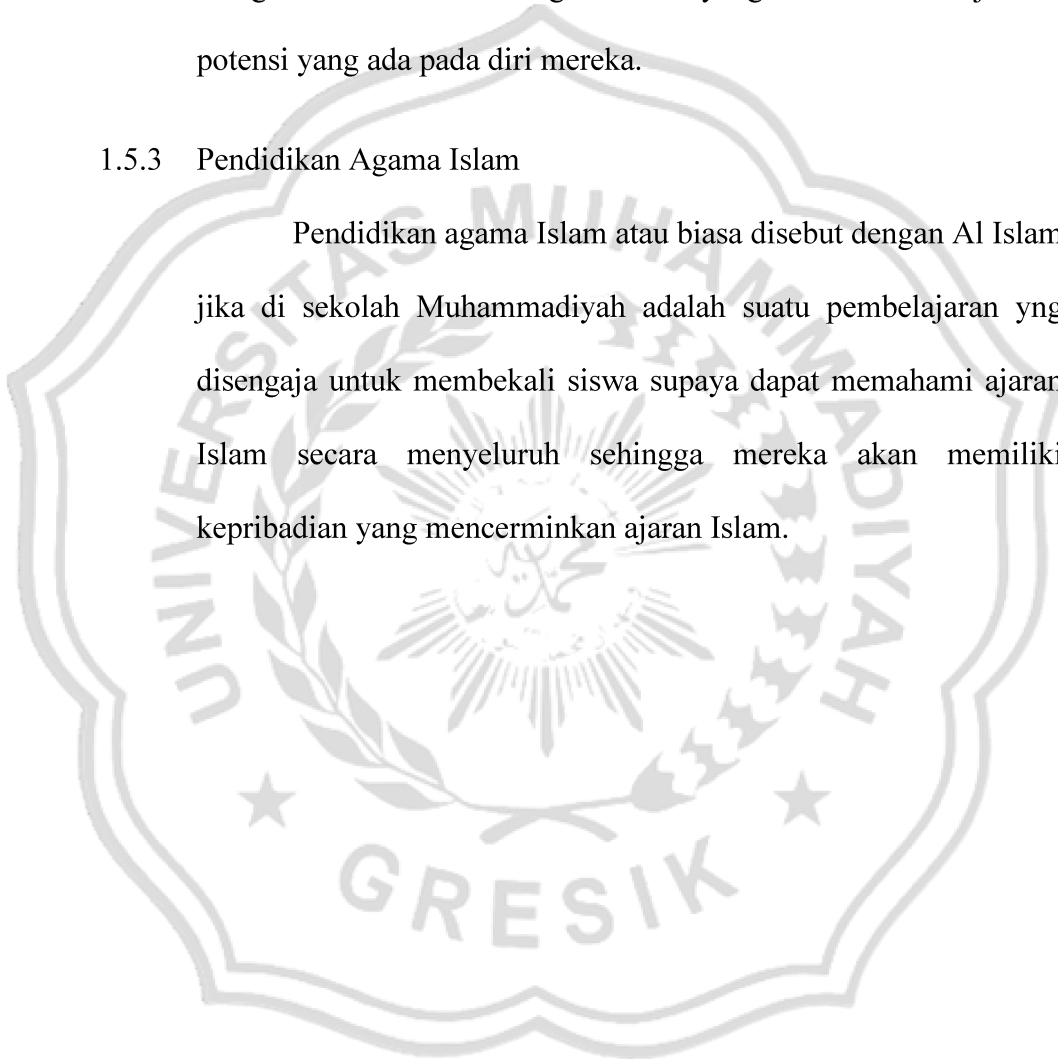 potensi yang ada pada diri mereka.
1.5.3 Pendidikan Agama Islam
Pendidikan agama Islam atau biasa disebut dengan Al Islam
jika di sekolah Muhammadiyah adalah suatu pembelajaran yng
disengaja untuk membekali siswa supaya dapat memahami ajaran
Islam secara menyeluruh sehingga mereka akan memiliki
kepribadian yang mencerminkan ajaran Islam.
UNIVERSITAS MUHAMMADIYAH
GRESIK